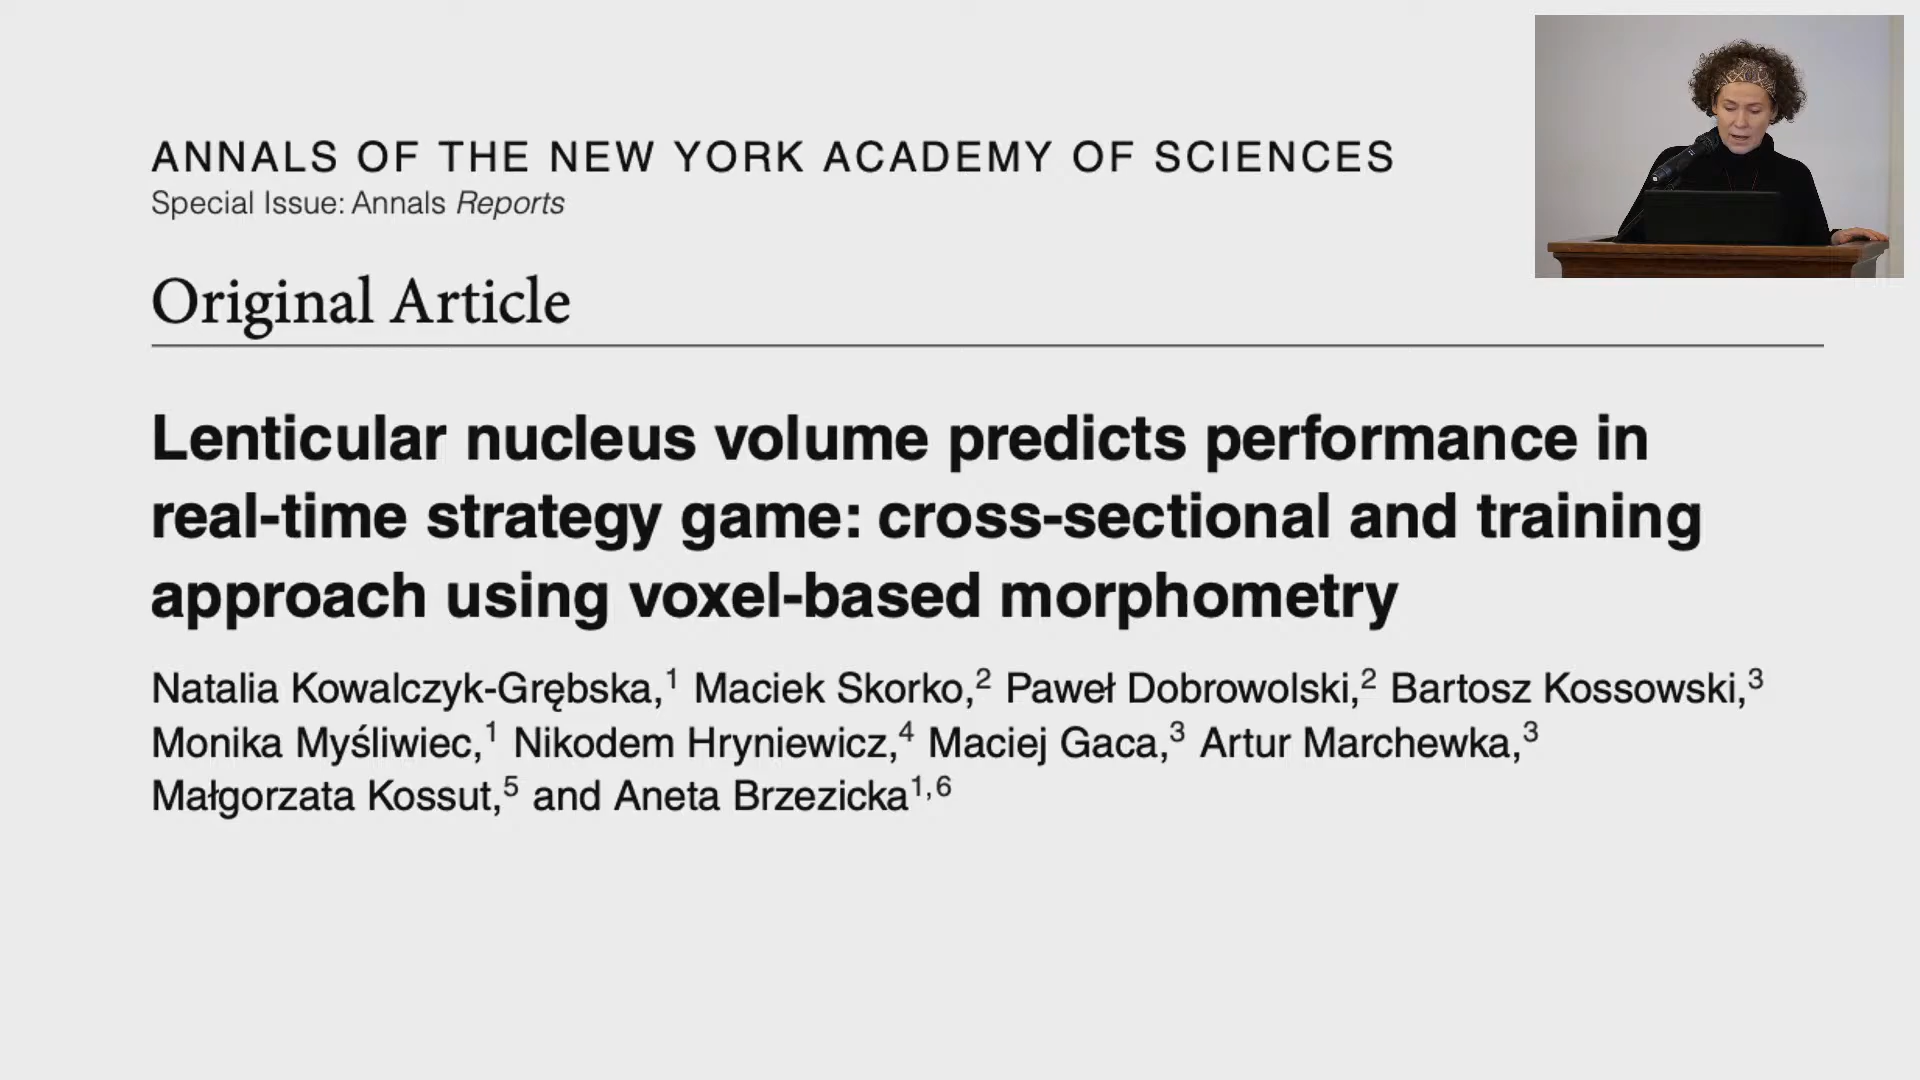 ANNALS OF THE NEW YORK ACADEMY OF SCIENCES
Special Issue: Annals Reports
Original Article
Lenticular nucleus volume predicts performance in
real-time strategy game: cross-sectional and training
approach using voxel-based morphometry
Natalia Kowalczyk-Grębska,1 Maciek Skorko,2 Paweł Dobrowolski,2 Bartosz Kossowski,3
Monika Myśliwiec,1 Nikodem Hryniewicz,4 Maciej Gaca,3 Artur Marchewka,3
Małgorzata Kossut,5 and Aneta Brzezicka1,6